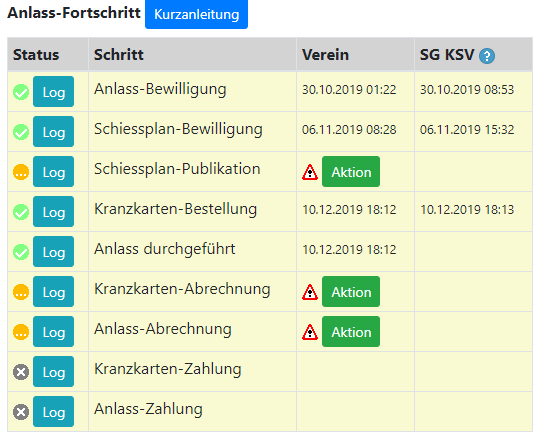 Anlass-Fortschritt Kurzanleitung
Status Schritt Verein SG KSV ?
Log Anlass-Bewilligung 30.10.2019 01:22 30.10.2019 08:53
Log Schiessplan-Bewilligung 06.11.2019 08:28 06.11.2019 15:32
Log Schiessplan-Publikation Aktion
Log Kranzkarten-Bestellung 10.12.2019 18:12 10.12.2019 18:13
Log Anlass durchgeführt 10.12.2019 18:12
Log Kranzkarten-Abrechnung Aktion
Log Anlass-Abrechnung Aktion
Log Kranzkarten-Zahlung
Log Anlass-Zahlung